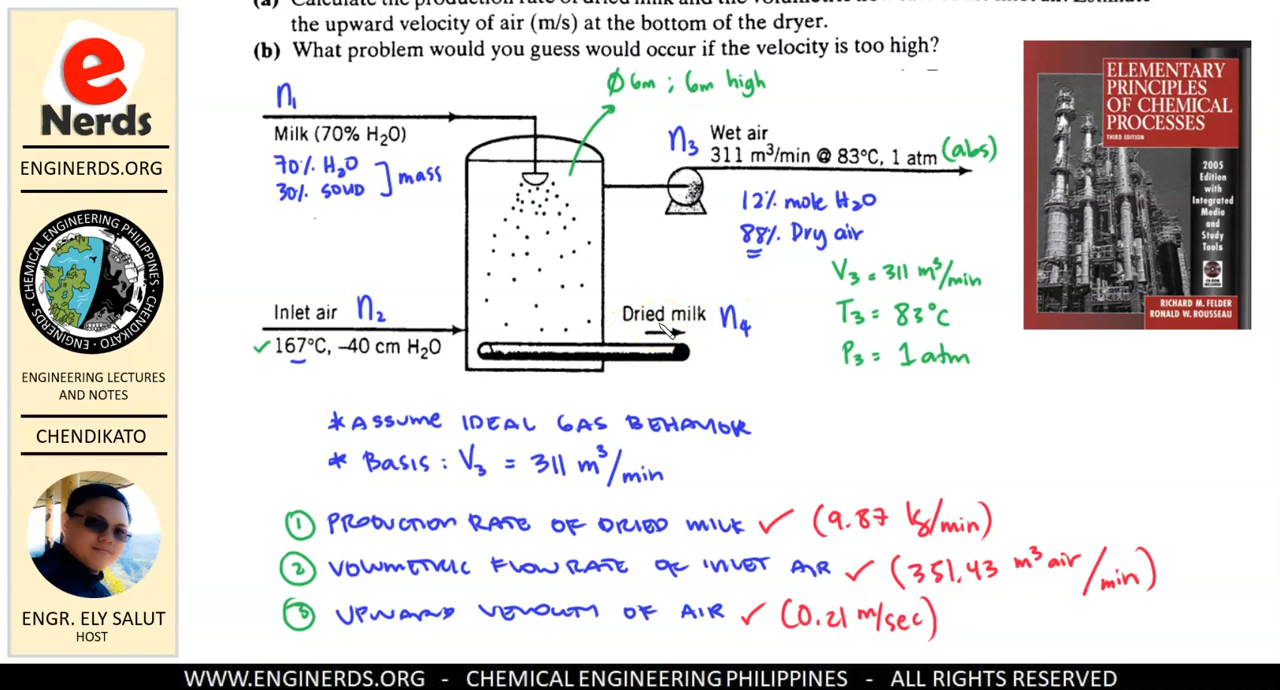 the upward velocity of air (m/s) at the bottom of the dryer.
(b) What problem would you guess would occur if the velocity is too high?
e
Nerds
ENGINERDS.ORG
CHEMICAL ENGINEERING PHILIPPINES
CHENDIKATO
ENGINEERING LECTURES
AND NOTES
CHENDIKATO
ENGR. ELY SALUT
HOST
n1
Milk (70% H₂O)
70% H₂O
30% SOLID
] mass
Ø 6m ; 6m high
n3
Wet air
311 m³/min @ 83°C, 1 atm (abs)
12% mole H₂O
88% Dry air
V3 = 311 m³/min
T3 = 83°C
P3 = 1 atm
Inlet air n2
✓ 167°C, –40 cm H₂O
Dried milk n4
* ASSUME IDEAL GAS BEHAVIOR
* BASIS : V3 = 311 m³/min
① PRODUCTION RATE OF DRIED MILK ✓ (9.87 kg/min)
② VOLUMETRIC FLOW RATE OF INLET AIR ✓ (351.43 m³ air/min)
③ UPWARD VELOCITY OF AIR ✓ (0.21 m/sec)
ELEMENTARY
PRINCIPLES
OF CHEMICAL
PROCESSES
THIRD EDITION
2005
Edition
with
Integrated
Media
and
Study
Tools
RICHARD M. FELDER
RONALD W. ROUSSEAU
WWW.ENGINERDS.ORG - CHEMICAL ENGINEERING PHILIPPINES - ALL RIGHTS RESERVED